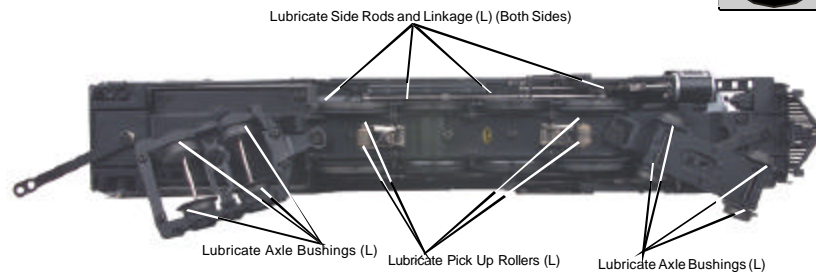 Lubricate Side Rods and Linkage (L) (Both Sides)
Lubricate Axle Bushings (L)
Lubricate Pick Up Rollers (L)
Lubricate Axle Bushings (L)